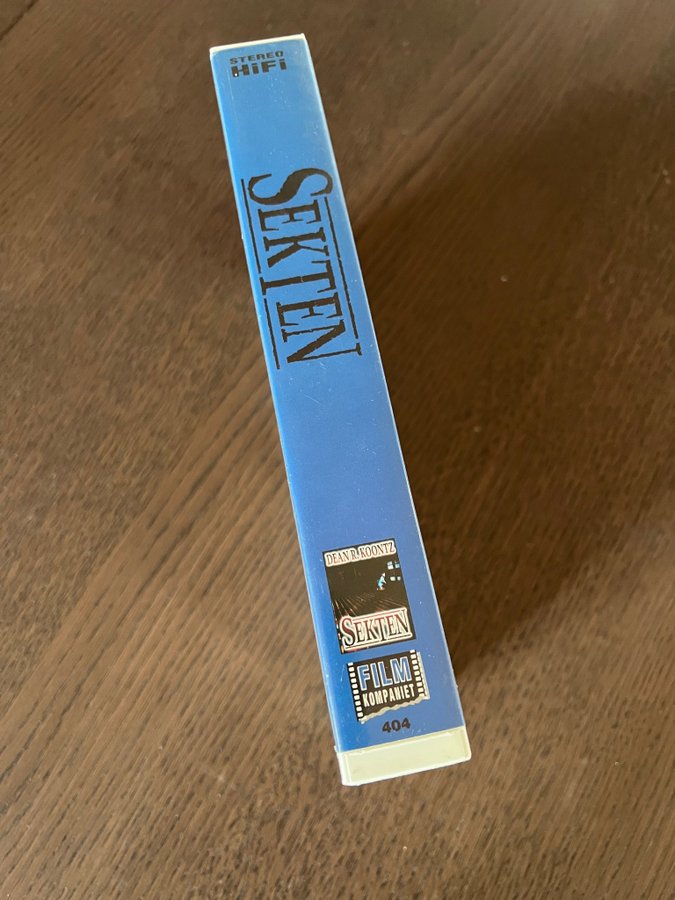 STEREO
HiFi
SEKTEN
DEAN R. KOONTZ
SEKTEN
FILM
KOMPANIET
404